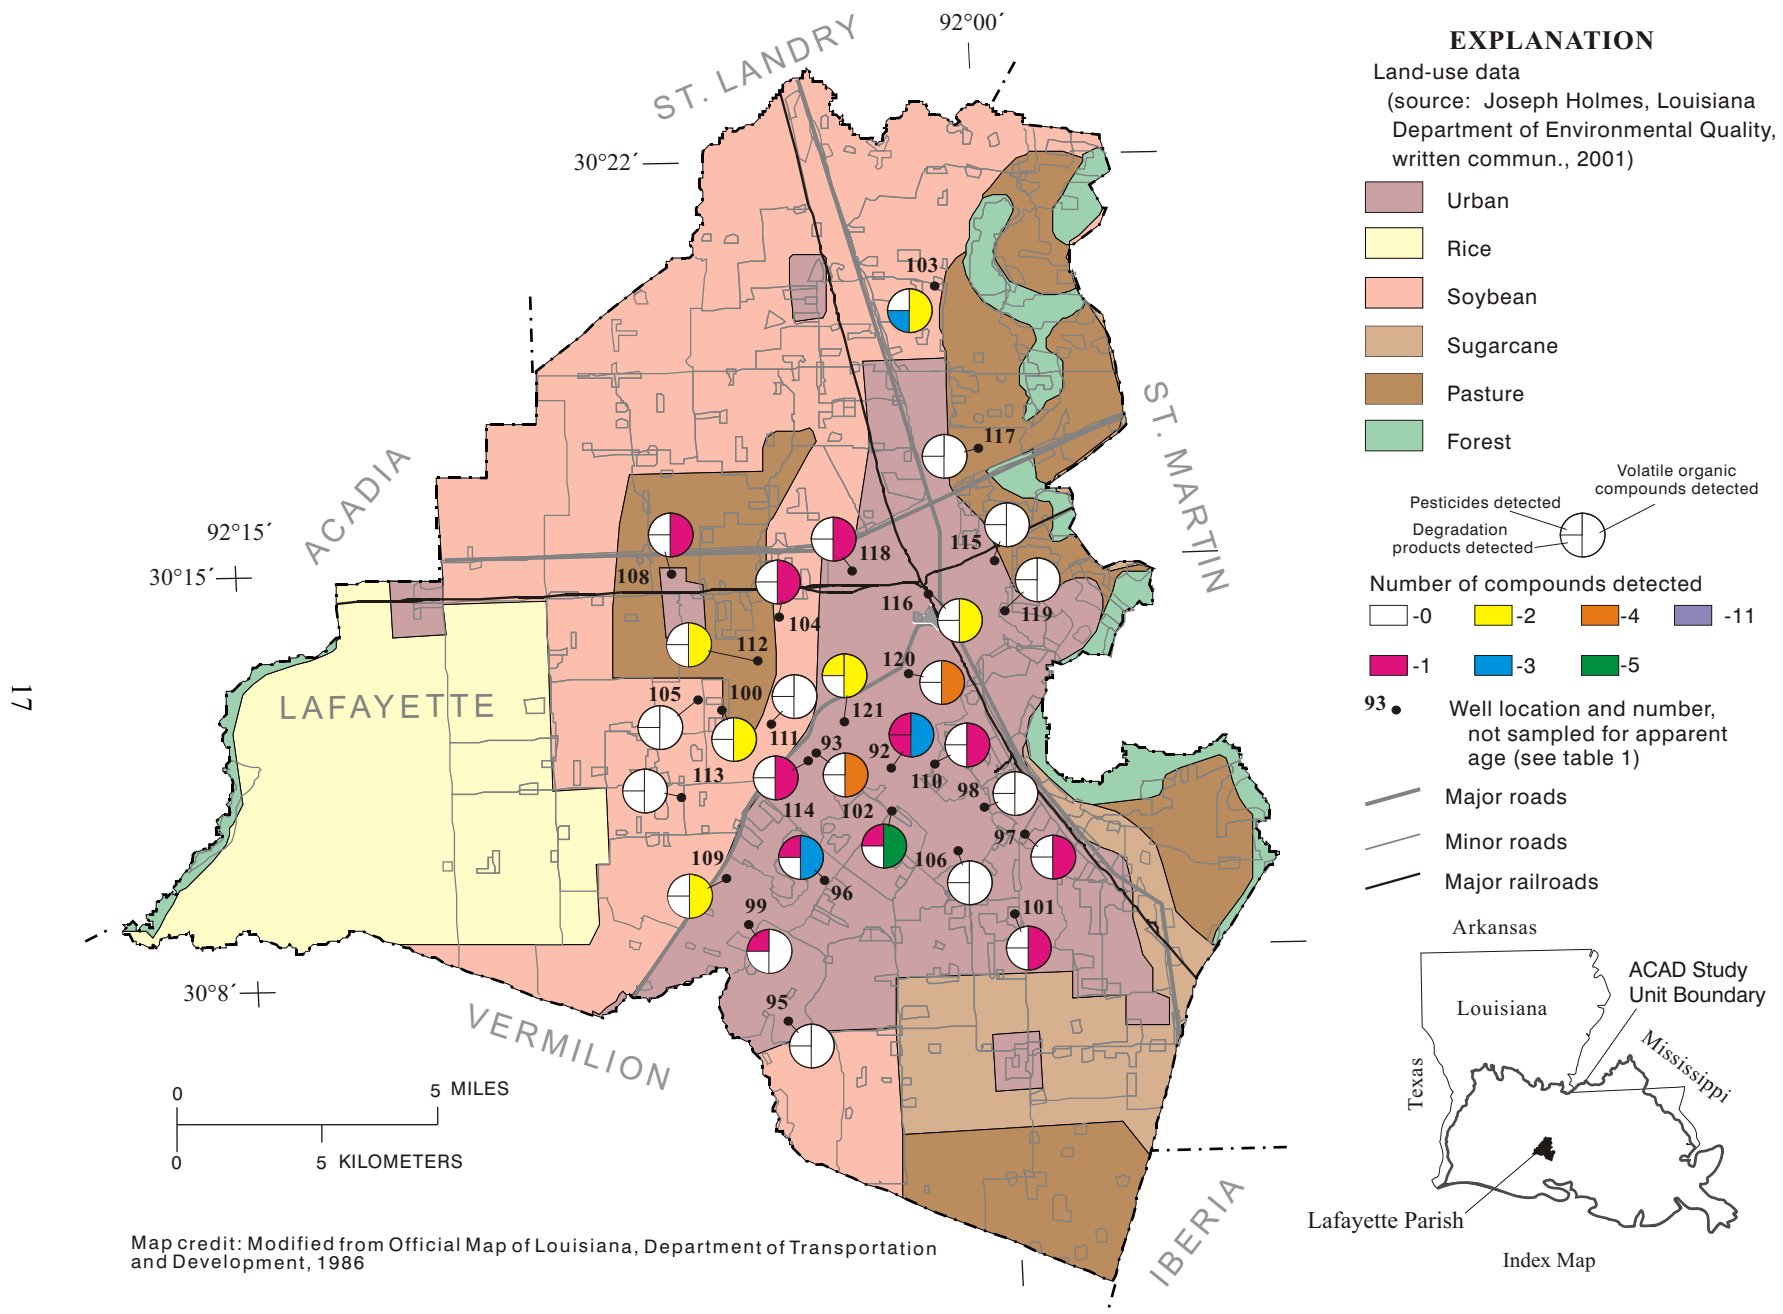 92°00´
ST. LANDRY
30°22´
103
ST. MARTIN
ACADIA
117
92°15´
30°15´
118
115
108
116
119
104
112
120
LAFAYETTE
105
100
121
111
93
92
110
113
114
102
98
97
109
106
96
99
101
95
30°8´
VERMILION
IBERIA
17
0 5 MILES
0 5 KILOMETERS
Map credit: Modified from Official Map of Louisiana, Department of Transportation
and Development, 1986
EXPLANATION
Land-use data
(source: Joseph Holmes, Louisiana
Department of Environmental Quality,
written commun., 2001)
Urban
Rice
Soybean
Sugarcane
Pasture
Forest
Volatile organic
compounds detected
Pesticides detected
Degradation
products detected
Number of compounds detected
-0 -2 -4 -11
-1 -3 -5
93 Well location and number,
not sampled for apparent
age (see table 1)
Major roads
Minor roads
Major railroads
Arkansas
ACAD Study
Unit Boundary
Louisiana
Mississippi
Texas
Lafayette Parish
Index Map